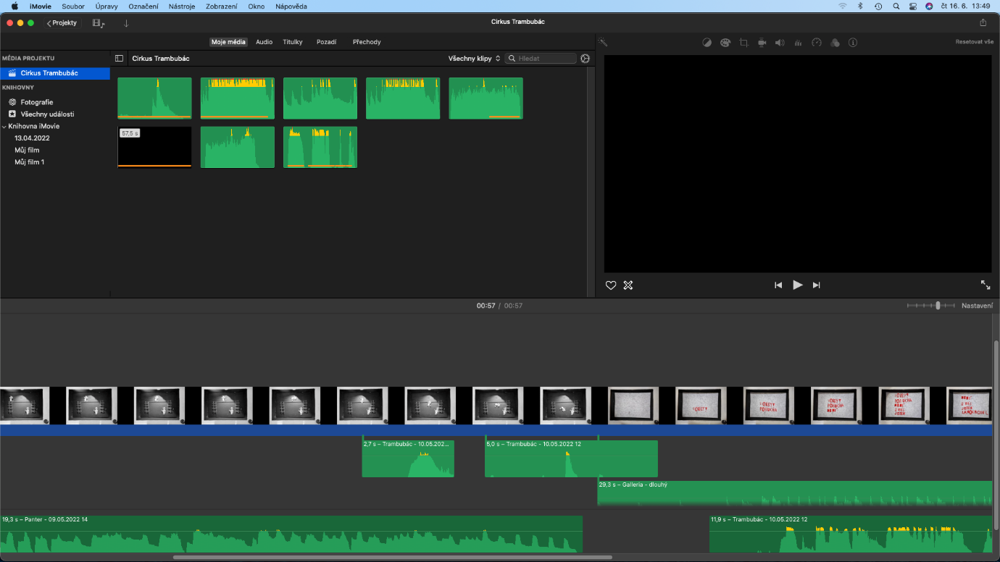 iMovie Soubor Úpravy Označení Nástroje Zobrazení Okno Nápověda čt 16. 6. 13:49
Projekty Cirkus Trambubác
Moje média Audio Titulky Pozadí Přechody Resetovat vše
MÉDIA PROJEKTU Cirkus Trambubác Všechny klipy Hledat
Cirkus Trambubác
KNIHOVNY
Fotografie
Všechny události
Knihovna iMovie
13.04.2022
Můj film
Můj film 1
57,5 s
00:57 / 00:57 Nastavení
2,7 s – Trambubác - 10.05.202... 5,0 s – Trambubác - 10.05.2022 12
29,3 s – Galleria - dlouhý
19,3 s – Panter - 09.05.2022 14 11,9 s – Trambubác - 10.05.2022 12